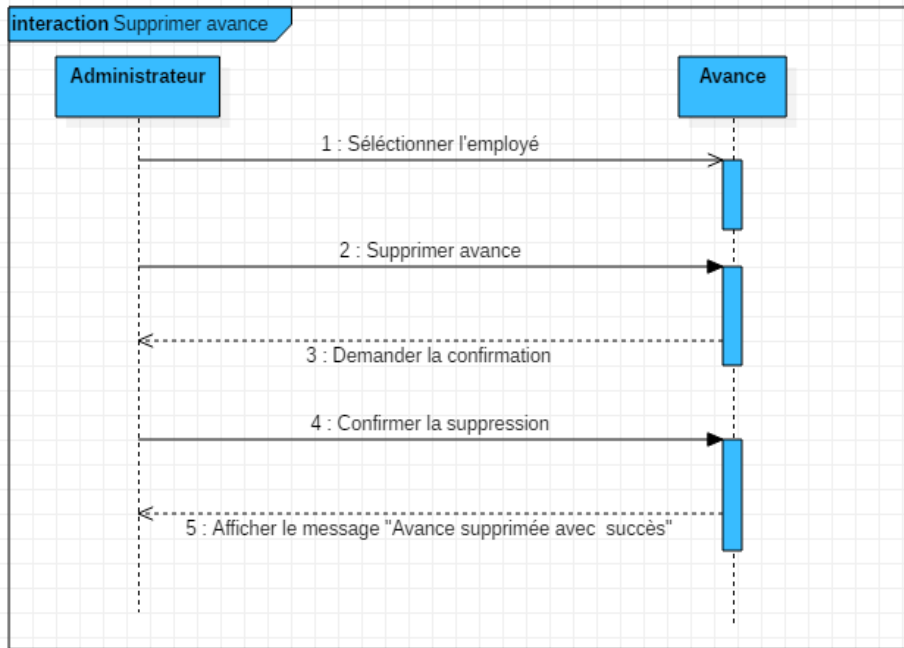 interaction Supprimer avance
Administrateur
Avance
1 : Séléctionner l'employé
2 : Supprimer avance
3 : Demander la confirmation
4 : Confirmer la suppression
5 : Afficher le message "Avance supprimée avec  succès"